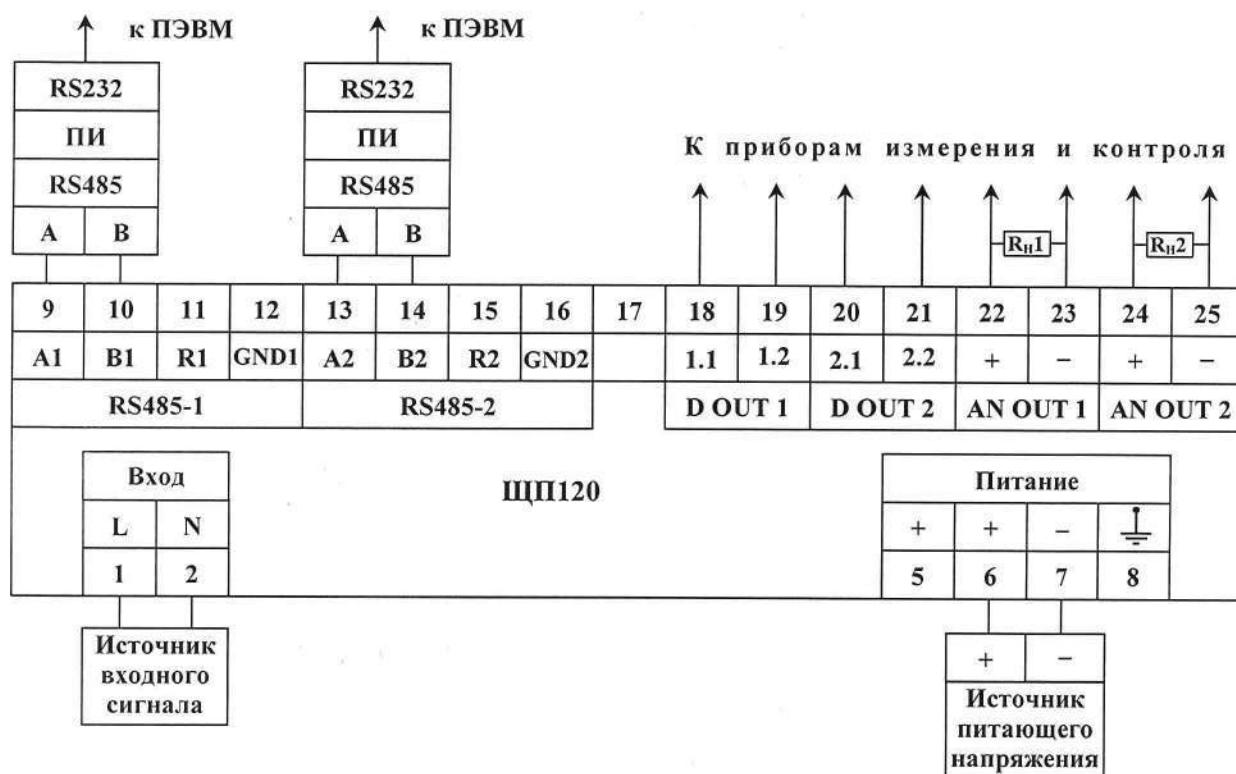 к ПЭВМ к ПЭВМ
RS232 RS232
ПИ ПИ
К приборам измерения и контроля
RS485 RS485
A B A B
Rн1 Rн2
9 10 11 12 13 14 15 16 17 18 19 20 21 22 23 24 25
A1 B1 R1 GND1 A2 B2 R2 GND2 1.1 1.2 2.1 2.2 + − + −
RS485-1 RS485-2 D OUT 1 D OUT 2 AN OUT 1 AN OUT 2
Вход ЩП120 Питание
L N + + −
1 2 5 6 7 8
Источник
входного
сигнала
+ −
Источник
питающего
напряжения